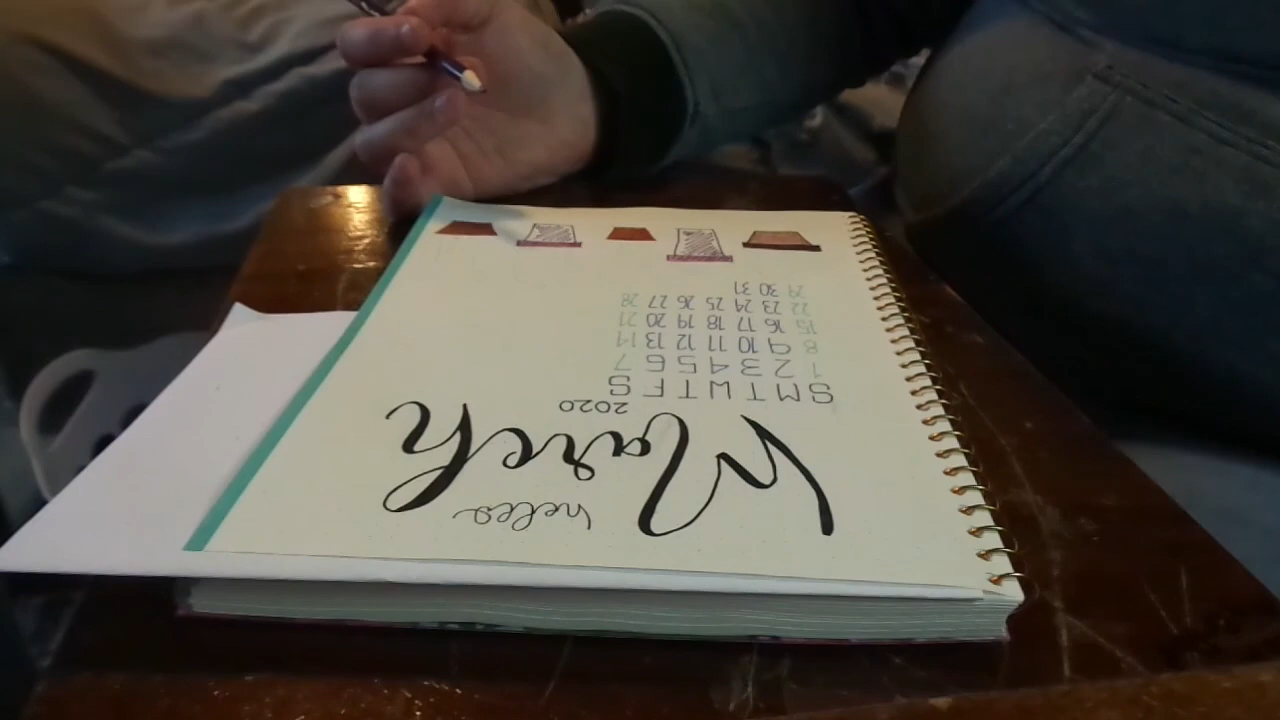 hello
March
2020
S M T W T F S
1 2 3 4 5 6 7
8 9 10 11 12 13 14
15 16 17 18 19 20 21
22 23 24 25 26 27 28
29 30 31